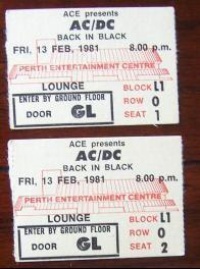 ACE presents
AC/DC
BACK IN BLACK
FRI, 13 FEB, 1981 8.00 p.m.
PERTH ENTERTAINMENT CENTRE
LOUNGE BLOCK L1
ENTER BY GROUND FLOOR ROW O
DOOR GL SEAT 1
ACE presents
AC/DC
BACK IN BLACK
FRI, 13 FEB, 1981 8.00 p.m.
PERTH ENTERTAINMENT CENTRE
LOUNGE BLOCK L1
ENTER BY GROUND FLOOR ROW O
DOOR GL SEAT 2